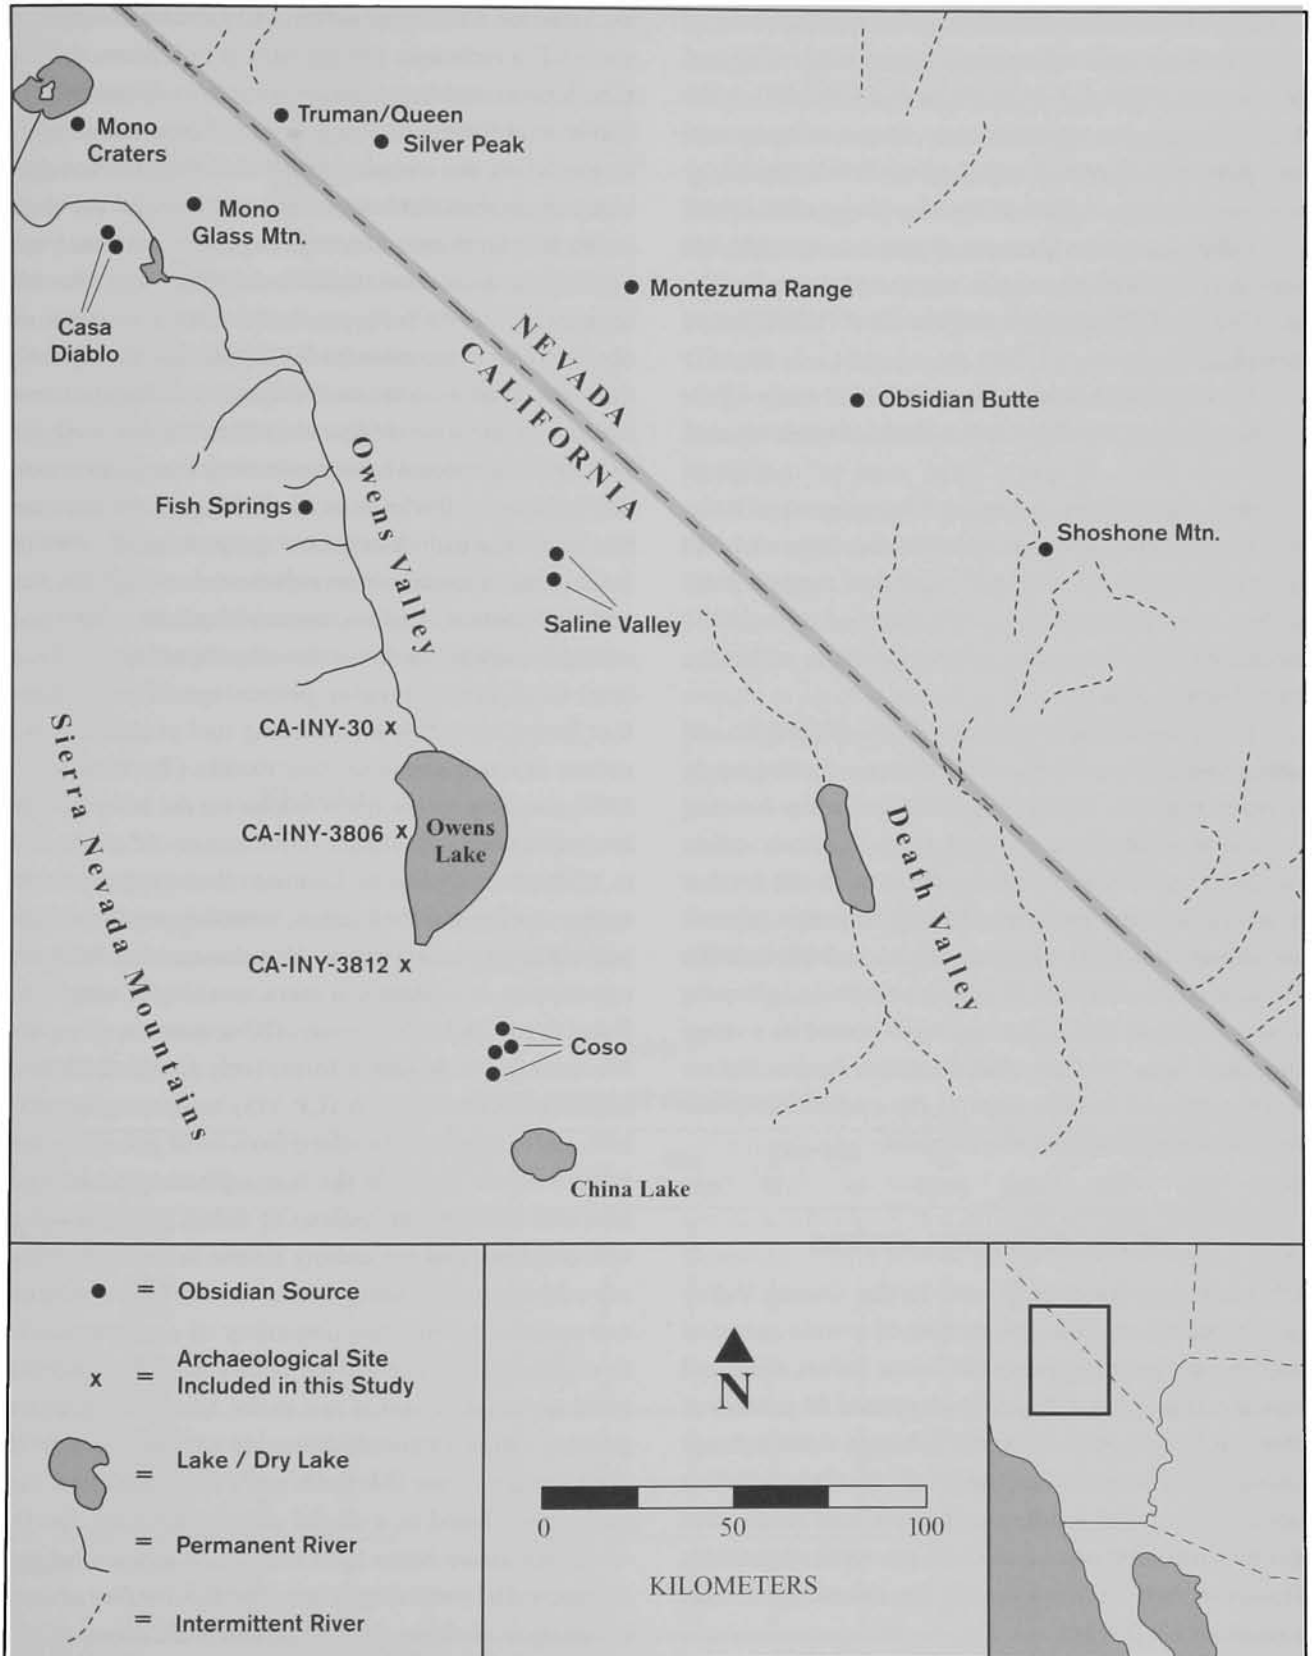 Mono
Craters
Truman/Queen
Silver Peak
Mono
Glass Mtn.
Casa
Diablo
Montezuma Range
NEVADA
CALIFORNIA
Obsidian Butte
Owens Valley
Fish Springs
Shoshone Mtn.
Saline Valley
Sierra Nevada Mountains
CA-INY-30 x
CA-INY-3806 x
Owens
Lake
Death Valley
CA-INY-3812 x
Coso
China Lake
= Obsidian Source
x = Archaeological Site
Included in this Study
= Lake / Dry Lake
= Permanent River
= Intermittent River
N
0 50 100
KILOMETERS